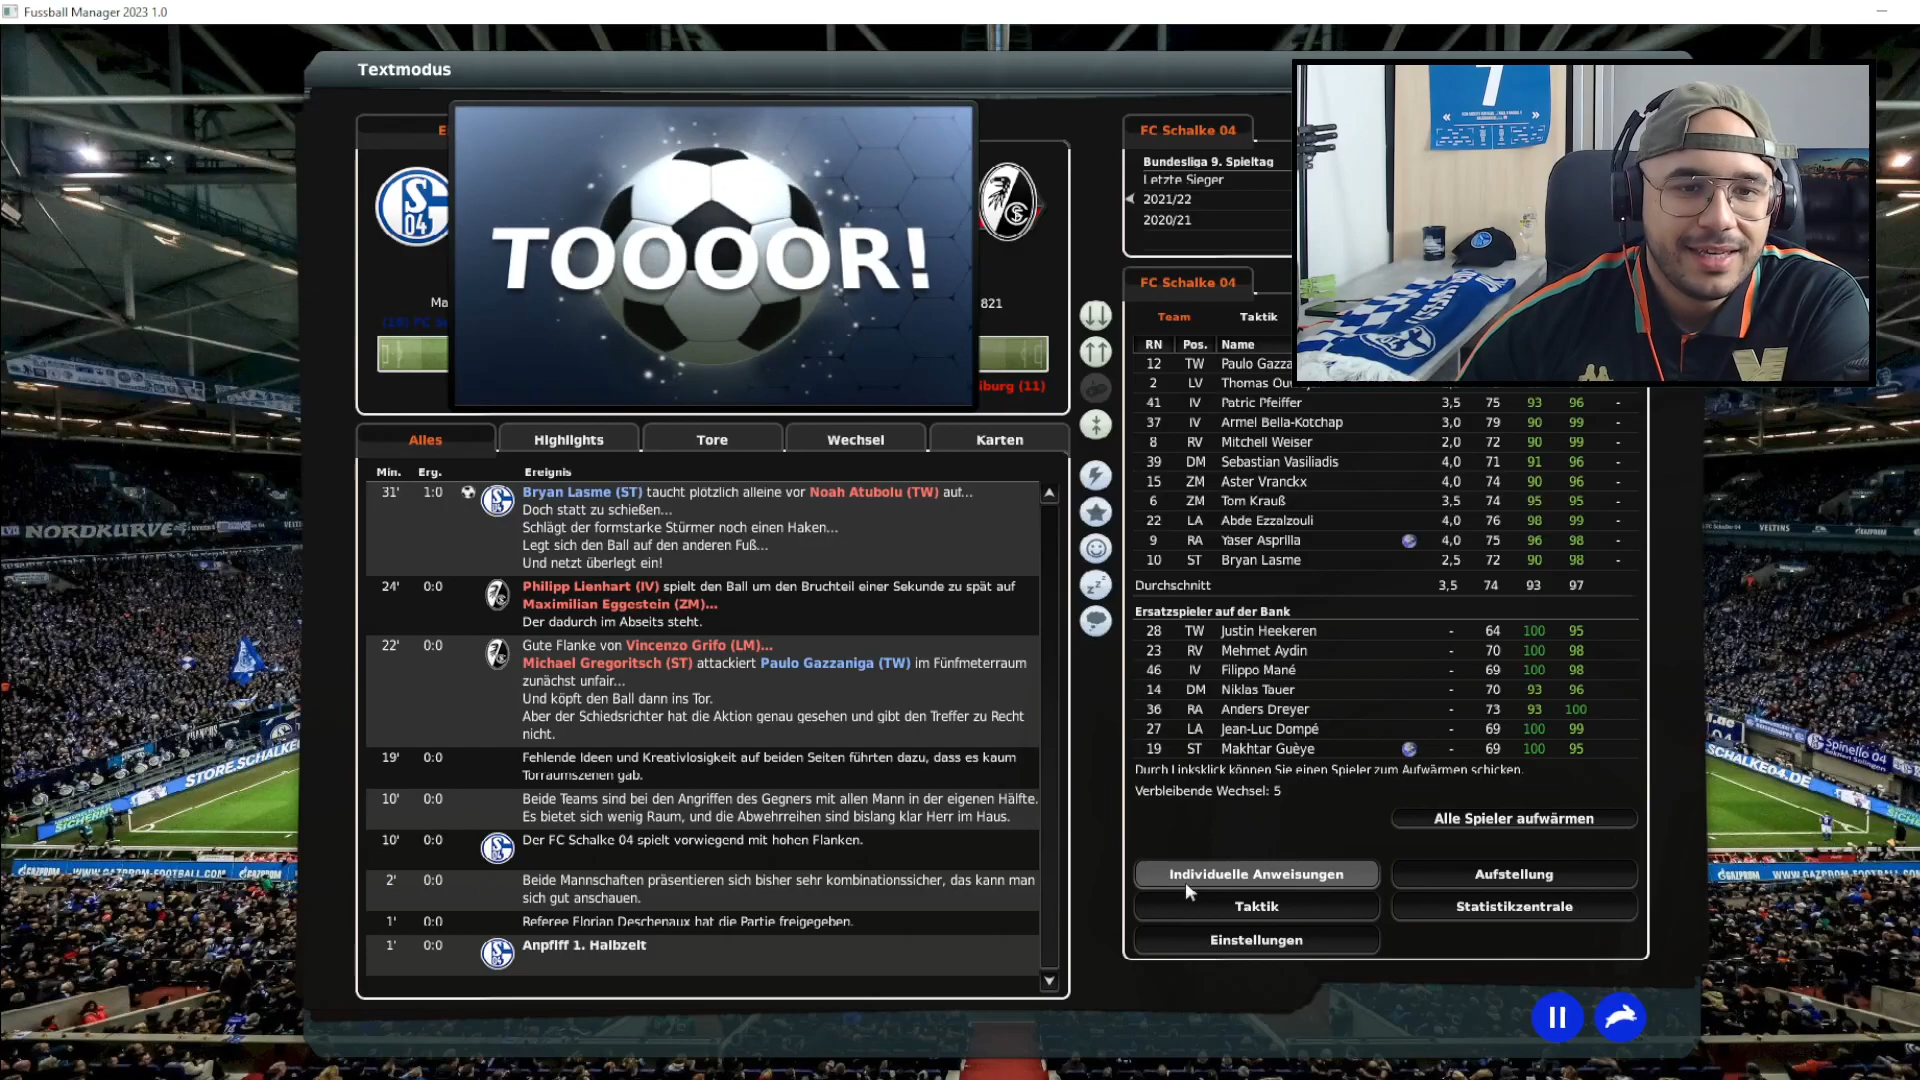 Fussball Manager 2023 1.0
Textmodus
TOOOOR!
821
iburg (11)
Alles
Highlights
Tore
Wechsel
Karten
Min. Erg. Ereignis
31' 1:0 Bryan Lasme (ST) taucht plötzlich alleine vor Noah Atubolu (TW) auf...
Doch statt zu schießen...
Schlägt der formstarke Stürmer noch einen Haken...
Legt sich den Ball auf den anderen Fuß...
Und netzt überlegt ein!
24' 0:0 Philipp Lienhart (IV) spielt den Ball um den Bruchteil einer Sekunde zu spät auf
Maximilian Eggestein (ZM)...
Der dadurch im Abseits steht.
22' 0:0 Gute Flanke von Vincenzo Grifo (LM)...
Michael Gregoritsch (ST) attackiert Paulo Gazzaniga (TW) im Fünfmeterraum
zunächst unfair...
Und köpft den Ball dann ins Tor.
Aber der Schiedsrichter hat die Aktion genau gesehen und gibt den Treffer zu Recht
nicht.
19' 0:0 Fehlende Ideen und Kreativlosigkeit auf beiden Seiten führten dazu, dass es kaum
Torraumszenen gab.
10' 0:0 Beide Teams sind bei den Angriffen des Gegners mit allen Mann in der eigenen Hälfte.
Es bietet sich wenig Raum, und die Abwehrreihen sind bislang klar Herr im Haus.
10' 0:0 Der FC Schalke 04 spielt vorwiegend mit hohen Flanken.
2' 0:0 Beide Mannschaften präsentieren sich bisher sehr kombinationssicher, das kann man
sich gut anschauen.
1' 0:0 Referee Florian Deschenaux hat die Partie freigegeben.
1' 0:0 Anpfiff 1. Halbzeit
FC Schalke 04
Bundesliga 9. Spieltag
Letzte Sieger
2021/22
2020/21
FC Schalke 04
Team Taktik
RN Pos. Name
12 TW Paulo Gazza
2 LV Thomas Ou
41 IV Patric Pfeiffer 3,5 75 93 96 -
37 IV Armel Bella-Kotchap 3,0 79 90 99 -
8 RV Mitchell Weiser 2,0 72 90 99 -
39 DM Sebastian Vasiliadis 4,0 71 91 96 -
15 ZM Aster Vranckx 4,0 74 90 96 -
6 ZM Tom Krauß 3,5 74 95 95 -
22 LA Abde Ezzalzouli 4,0 76 98 99 -
9 RA Yaser Asprilla 4,0 75 96 98 -
10 ST Bryan Lasme 2,5 72 90 98 -
Durchschnitt 3,5 74 93 97
Ersatzspieler auf der Bank
28 TW Justin Heekeren - 64 100 95
23 RV Mehmet Aydin - 70 100 98
46 IV Filippo Mané - 69 100 98
14 DM Niklas Tauer - 70 93 96
36 RA Anders Dreyer - 73 93 100
27 LA Jean-Luc Dompé - 69 100 99
19 ST Makhtar Guèye - 69 100 95
Durch Linksklick können Sie einen Spieler zum Aufwärmen schicken.
Verbleibende Wechsel: 5
Alle Spieler aufwärmen
Individuelle Anweisungen
Aufstellung
Taktik
Statistikzentrale
Einstellungen
7
NORDKURVE
VELTINS
STORE.SCHALKE
WWW.GAZPROM-FOOTBALL.COM
SCHALKE04.DE
Spinello 04
GAZPROM